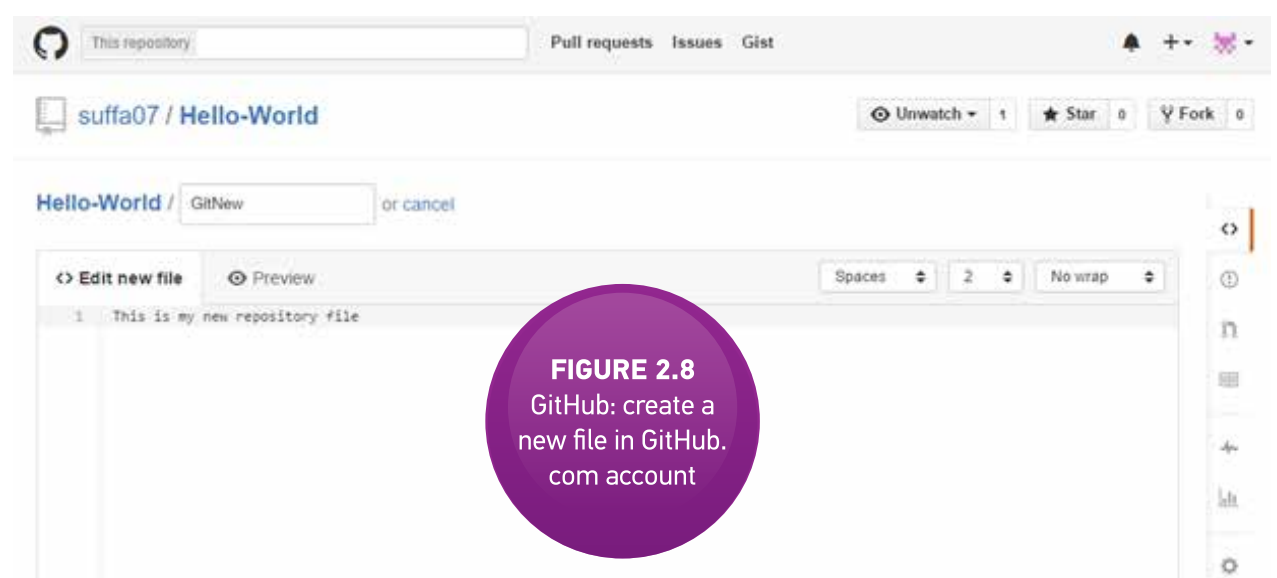 This repository
Pull requests Issues Gist
suffa07 / Hello-World
Unwatch 1 Star 0 Fork 0
Hello-World / GitNew or cancel
<> Edit new file Preview Spaces 2 No wrap
1 This is my new repository file
FIGURE 2.8
GitHub: create a
new file in GitHub.
com account